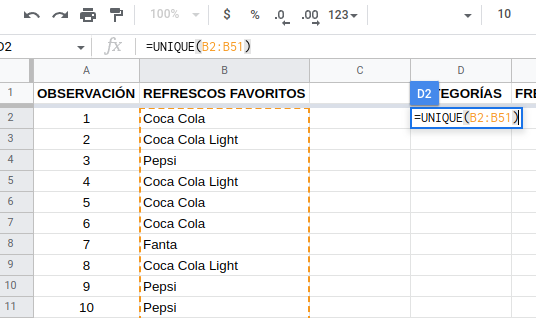 100% $ % .0 .00 123 10
D2 fx =UNIQUE(B2:B51)
A B C D
1 OBSERVACIÓN REFRESCOS FAVORITOS D2 TEGORÍAS FRE
2 1 Coca Cola =UNIQUE(B2:B51)
3 2 Coca Cola Light
4 3 Pepsi
5 4 Coca Cola Light
6 5 Coca Cola
7 6 Coca Cola
8 7 Fanta
9 8 Coca Cola Light
10 9 Pepsi
11 10 Pepsi